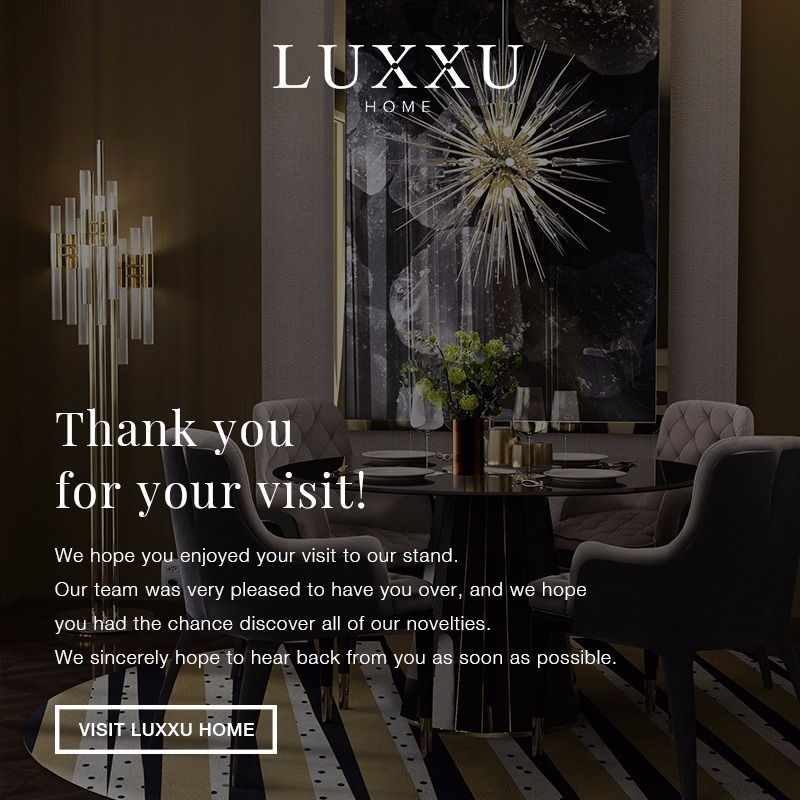 LUXXU
HOME
Thank you
for your visit!
We hope you enjoyed your visit to our stand.
Our team was very pleased to have you over, and we hope
you had the chance discover all of our novelties.
We sincerely hope to hear back from you as soon as possible.
VISIT LUXXU HOME